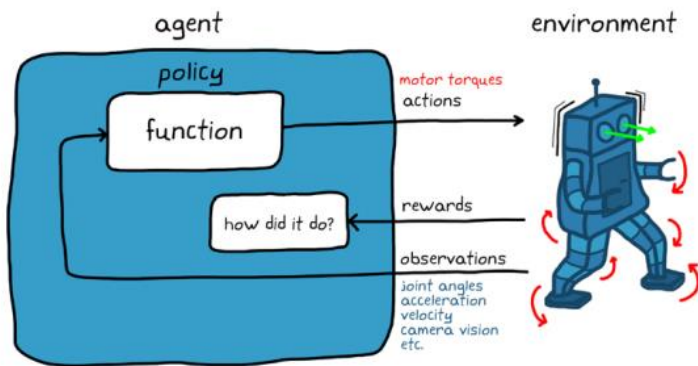 agent
environment
policy
function
motor torques
actions
how did it do?
rewards
observations
joint angles
acceleration
velocity
camera vision
etc.